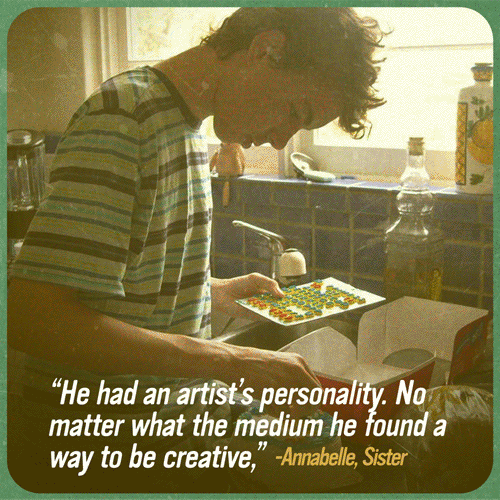 “He had an artist’s personality. No
matter what the medium he found a
way to be creative,” -Annabelle, Sister